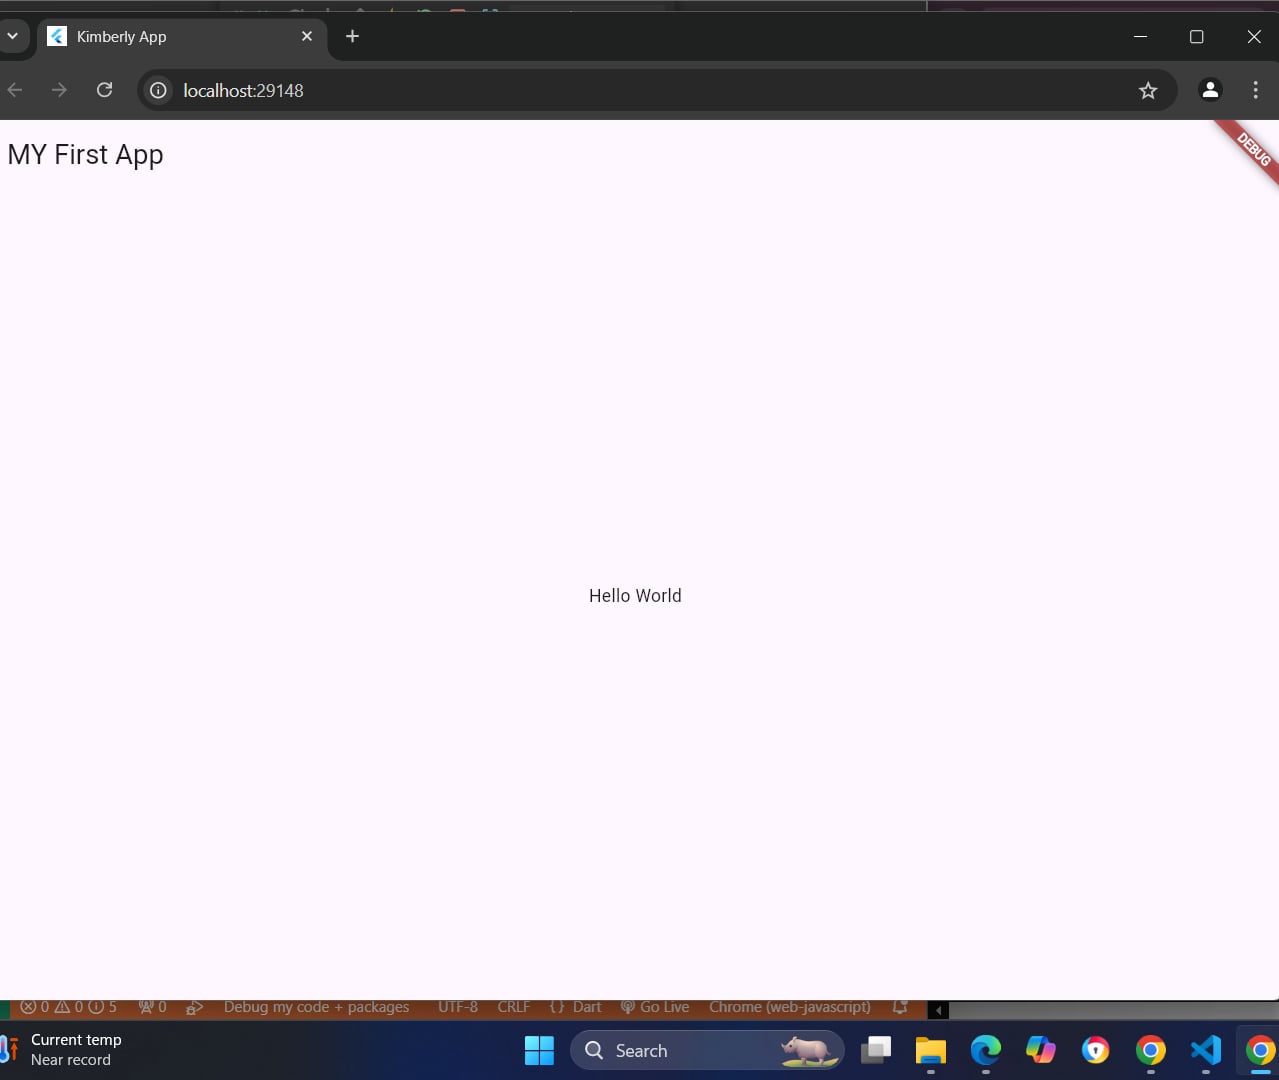 Kimberly App
localhost:29148
MY First App
DEBUG
Hello World
0 0 5 0 Debug my code + packages UTF-8 CRLF {} Dart Go Live Chrome (web-javascript)
Current temp
Near record
Search